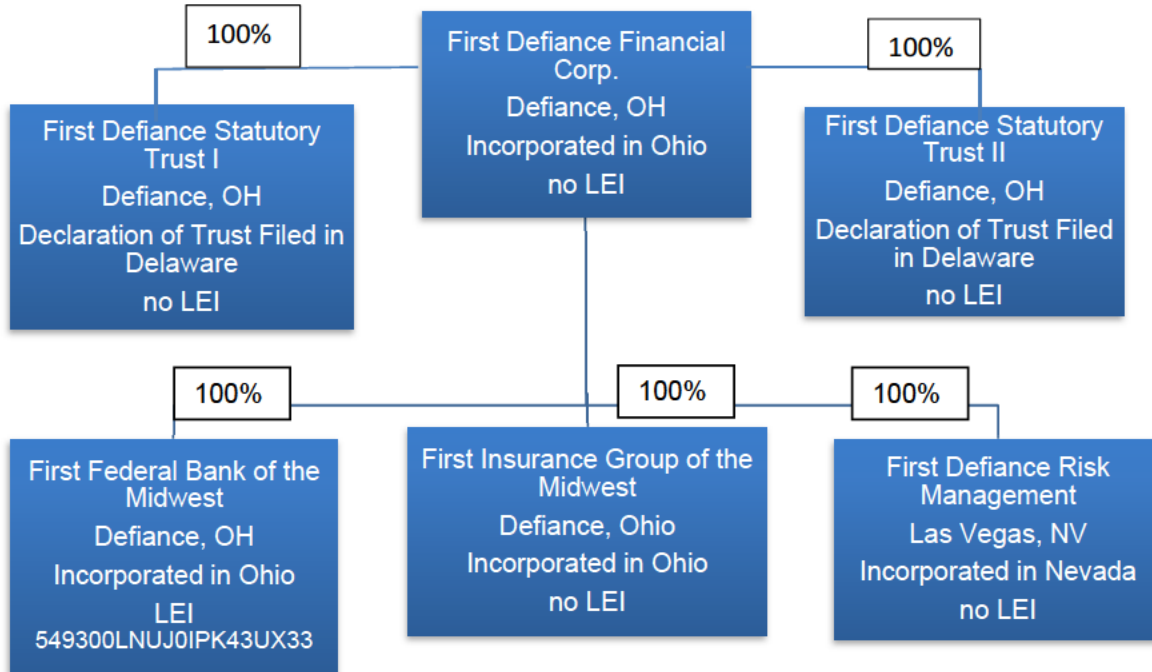 100%
First Defiance Financial
Corp.
Defiance, OH
Incorporated in Ohio
no LEI
100%
First Defiance Statutory
Trust I
Defiance, OH
Declaration of Trust Filed in
Delaware
no LEI
First Defiance Statutory
Trust II
Defiance, OH
Declaration of Trust Filed
in Delaware
no LEI
100%
100%
100%
First Federal Bank of the
Midwest
Defiance, OH
Incorporated in Ohio
LEI
549300LNUJ0IPK43UX33
First Insurance Group of the
Midwest
Defiance, Ohio
Incorporated in Ohio
no LEI
First Defiance Risk
Management
Las Vegas, NV
Incorporated in Nevada
no LEI